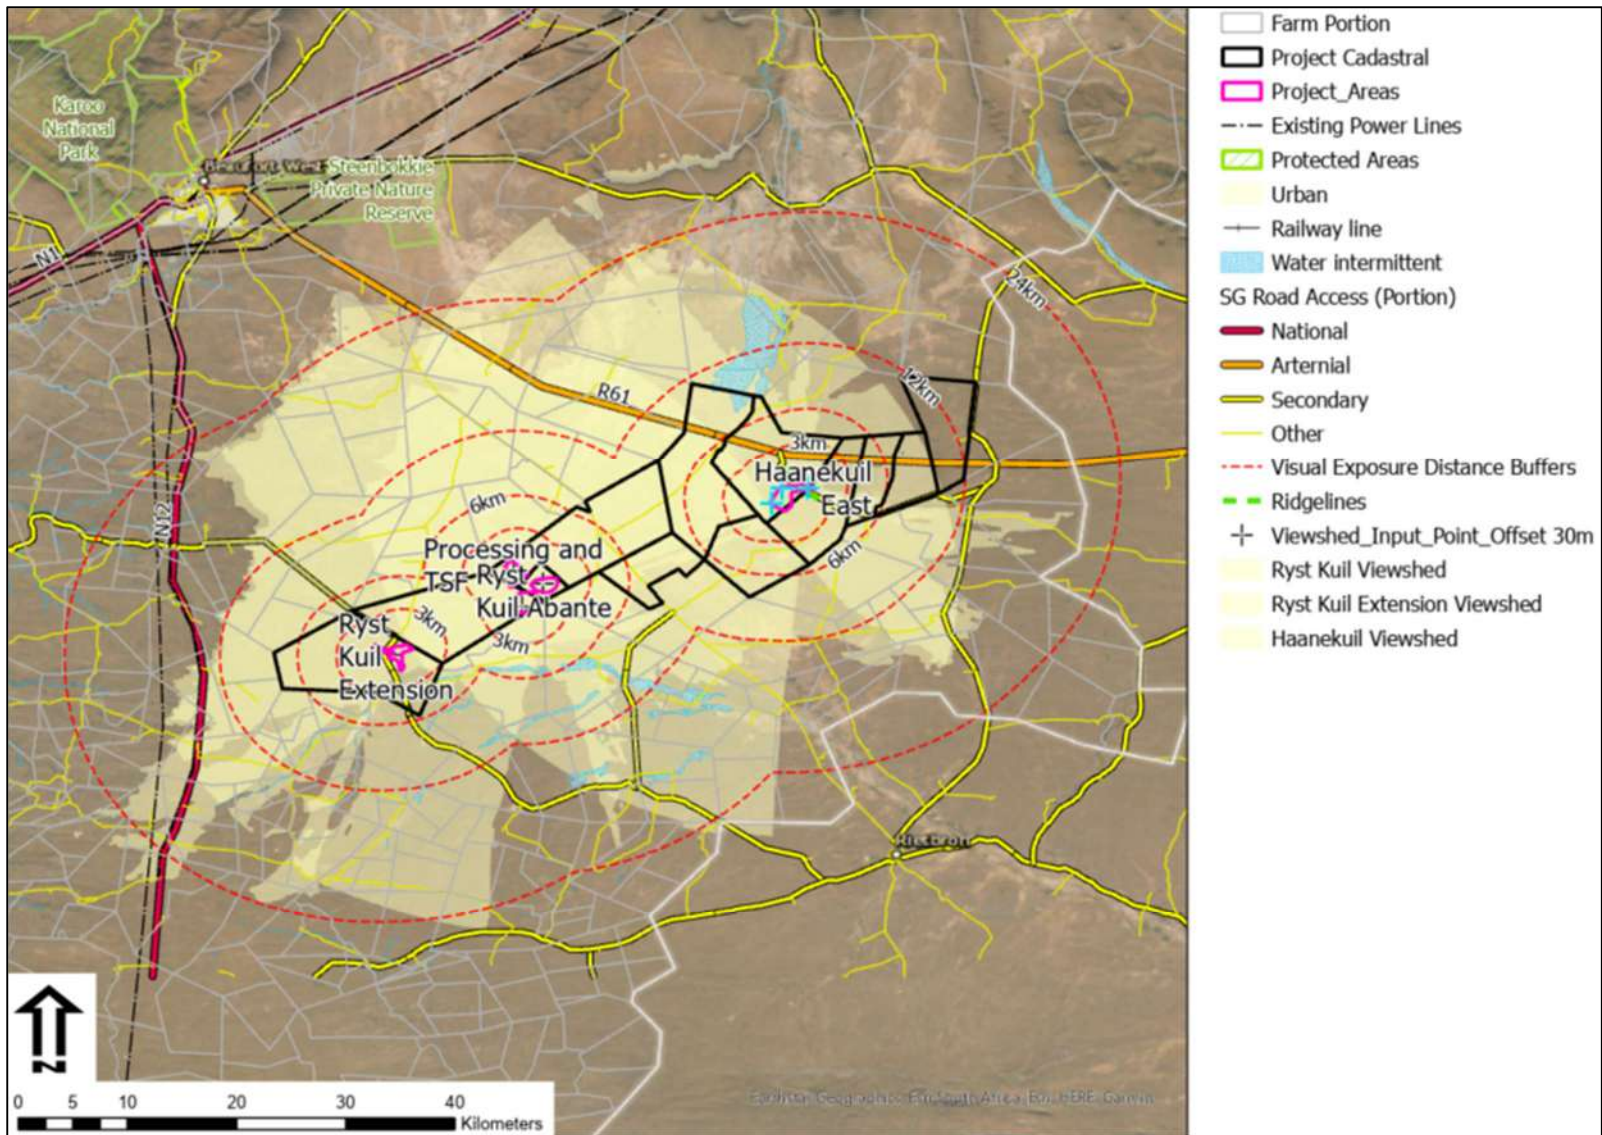 Karoo
National
Park
Beaufort West
Steenbokkie
Private Nature
Reserve
N1
24km
12km
R61
3km
Haanekuil
East
6km
N12
6km
Processing and
TSF
Ryst
Kuil Abante
3km
3km
Ryst
Kuil
Extension
6km
Rietbron
N
0 5 10 20 30 40
Kilometers
Farm Portion
Project Cadastral
Project_Areas
Existing Power Lines
Protected Areas
Urban
Railway line
Water intermittent
SG Road Access (Portion)
National
Arternial
Secondary
Other
Visual Exposure Distance Buffers
Ridgelines
Viewshed_Input_Point_Offset 30m
Ryst Kuil Viewshed
Ryst Kuil Extension Viewshed
Haanekuil Viewshed